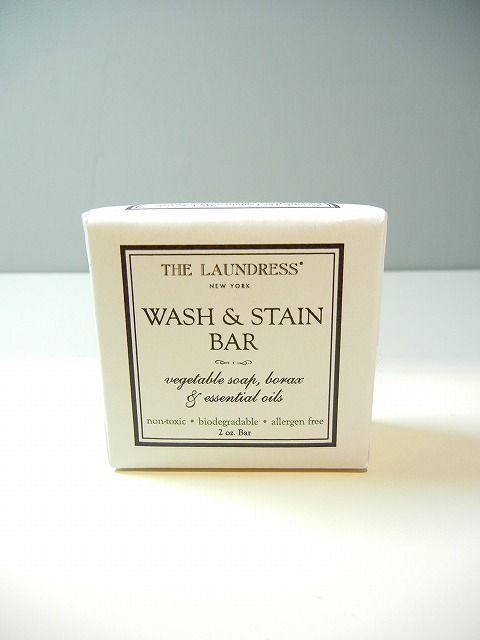 THE LAUNDRESS®
NEW YORK
WASH & STAIN
BAR
vegetable soap, borax
& essential oils
non-toxic • biodegradable • allergen free
2 oz. Bar